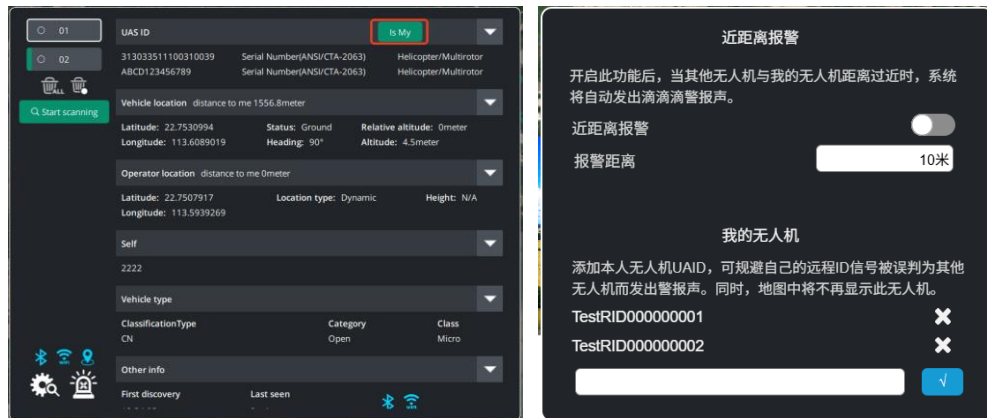 01
02
ALL
Start scanning
UAS ID
Is My
313033511100310039 Serial Number(ANSI/CTA-2063) Helicopter/Multirotor
ABCD123456789 Serial Number(ANSI/CTA-2063) Helicopter/Multirotor
Vehicle location distance to me 1556.8meter
Latitude: 22.7530994 Status: Ground Relative altitude: 0meter
Longitude: 113.6089019 Heading: 90° Altitude: 4.5meter
Operator location distance to me 0meter
Latitude: 22.7507917 Location type: Dynamic Height: N/A
Longitude: 113.5939269
Self
2222
Vehicle type
ClassificationType Category Class
CN Open Micro
Other info
First discovery Last seen
近距离报警
开启此功能后，当其他无人机与我的无人机距离过近时，系统
将自动发出滴滴滴警报声。
近距离报警
报警距离 10米
我的无人机
添加本人无人机UAID，可规避自己的远程ID信号被误判为其他
无人机而发出警报声。同时，地图中将不再显示此无人机。
TestRID000000001
TestRID000000002
√